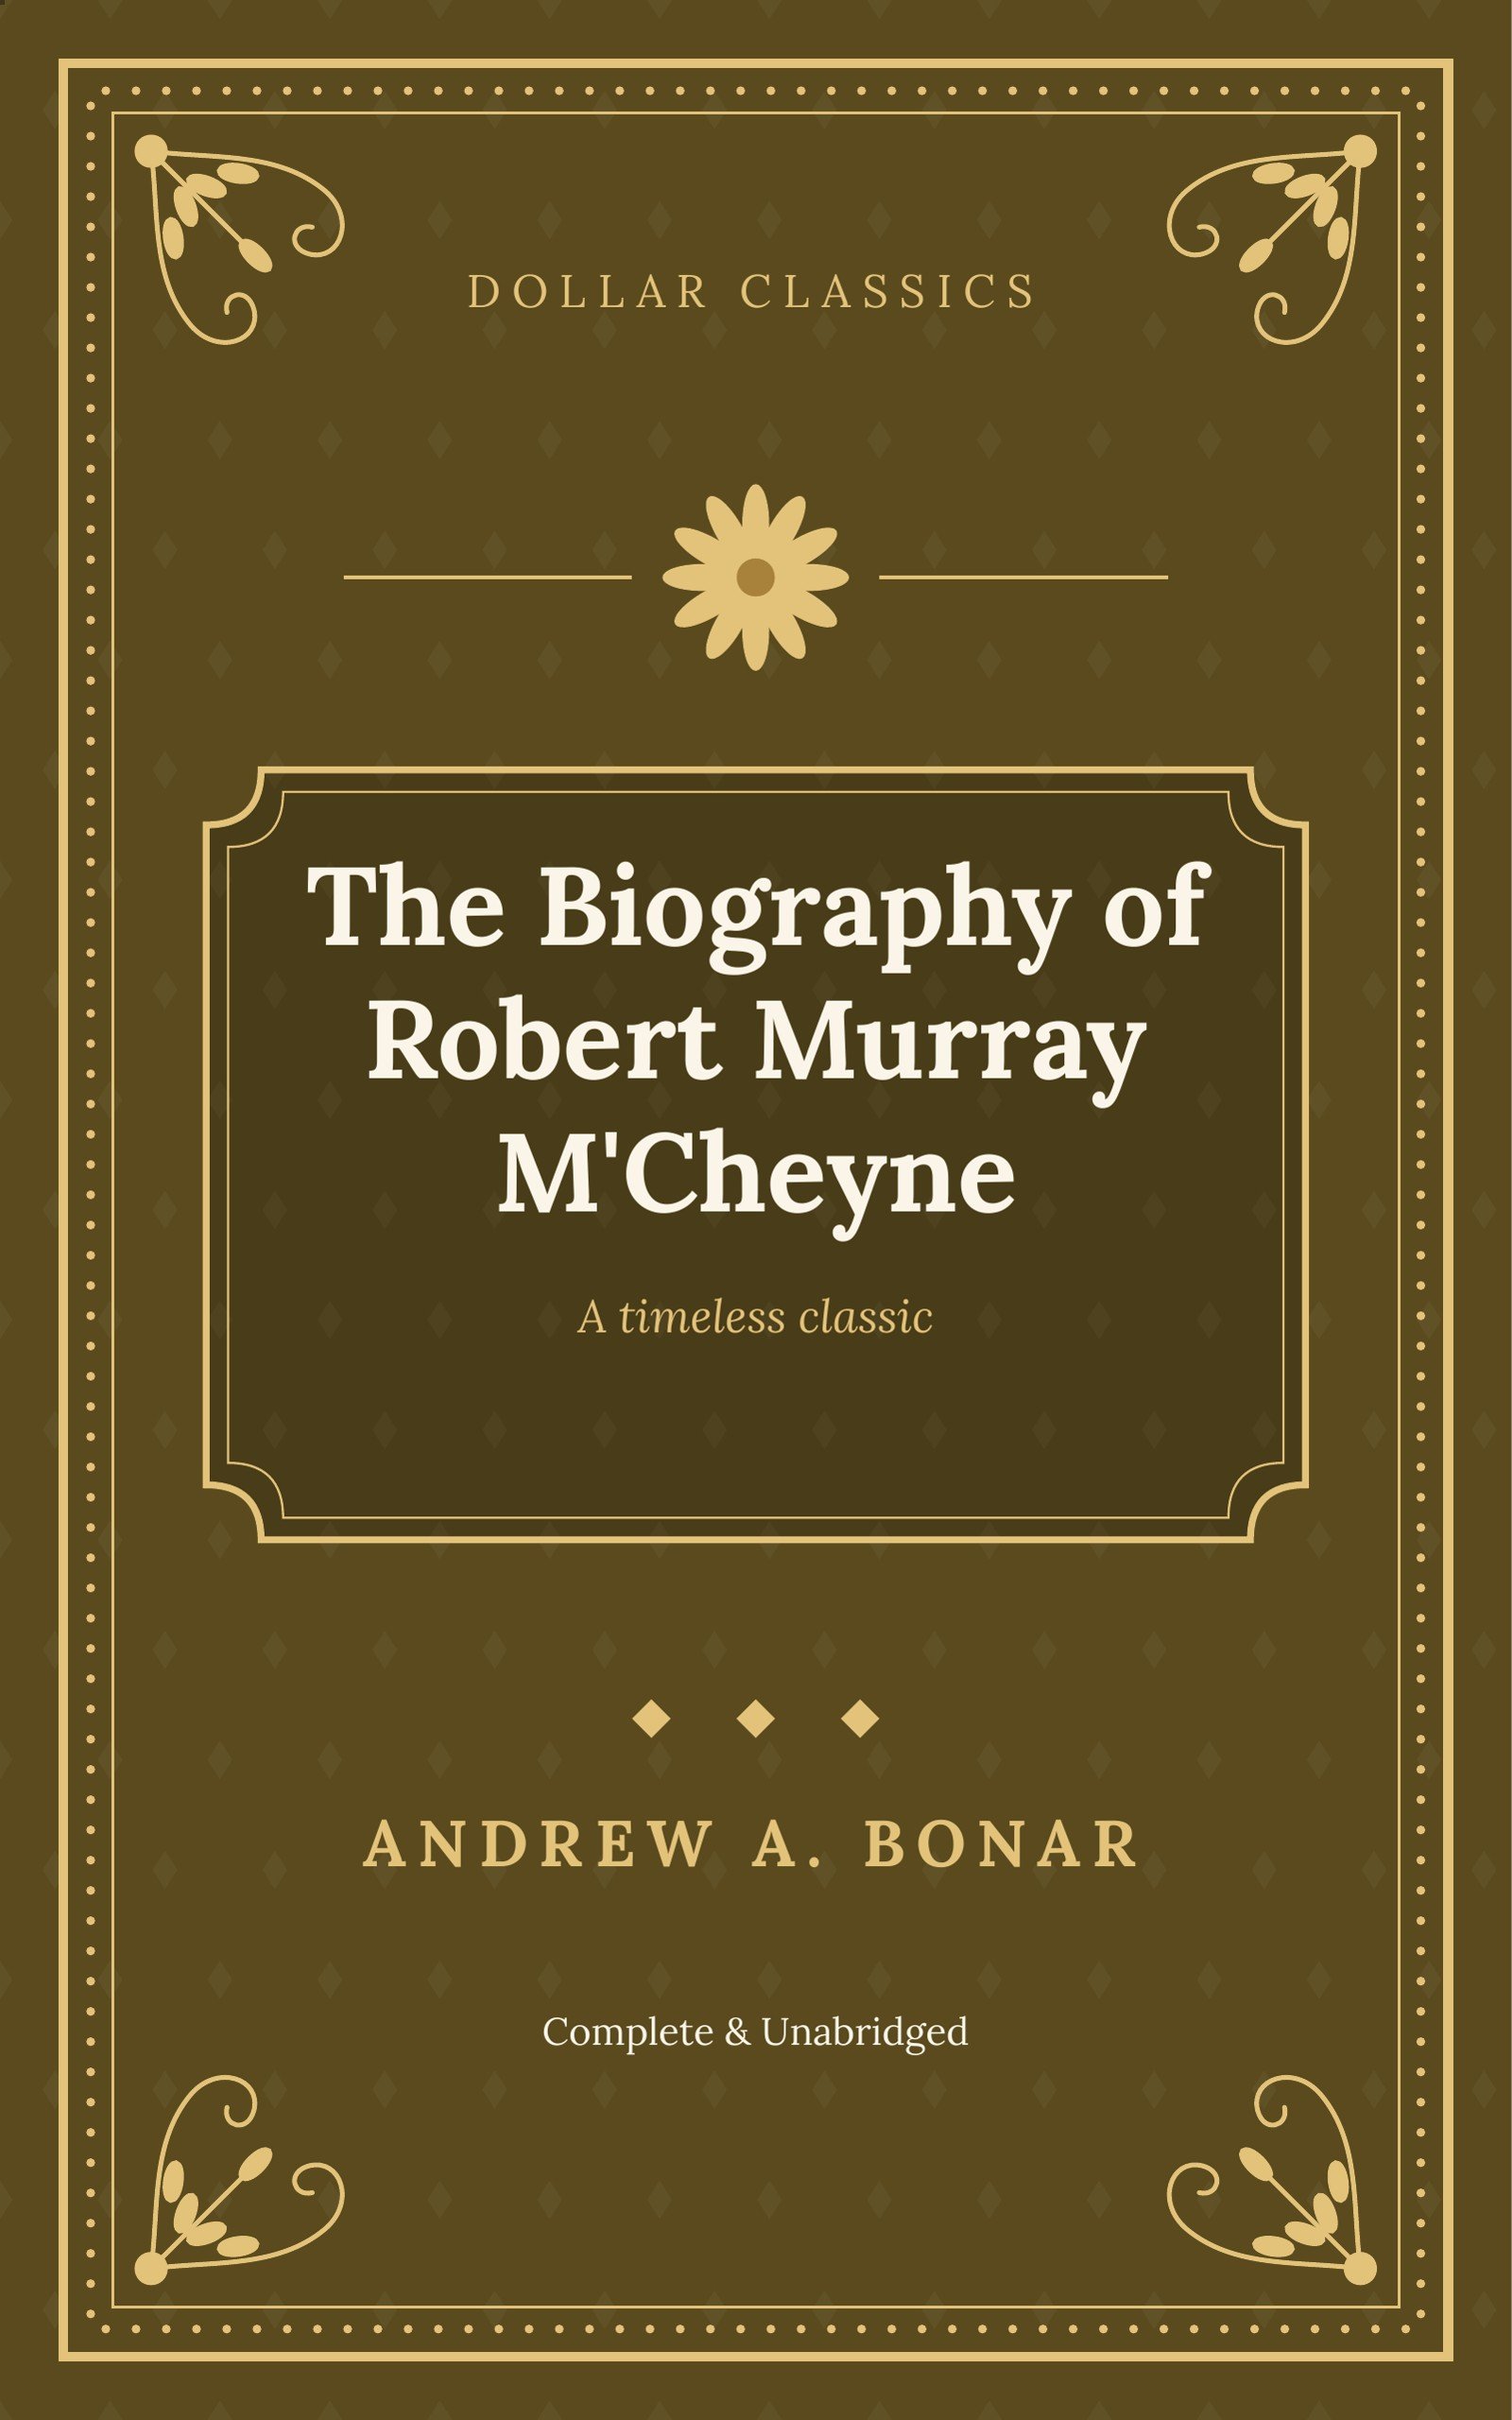 DOLLAR CLASSICS
The Biography of
Robert Murray
M'Cheyne
A timeless classic
ANDREW A. BONAR
Complete & Unabridged